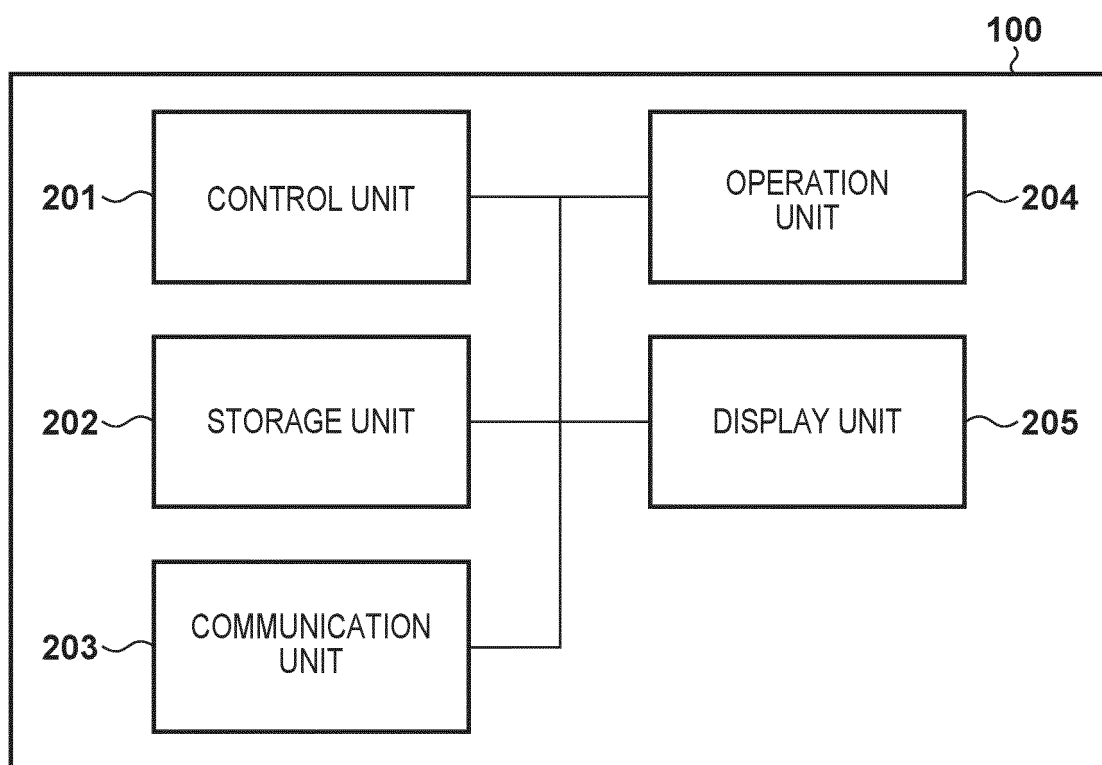 100
201
CONTROL UNIT
OPERATION
UNIT
204
202
STORAGE UNIT
DISPLAY UNIT
205
203
COMMUNICATION
UNIT